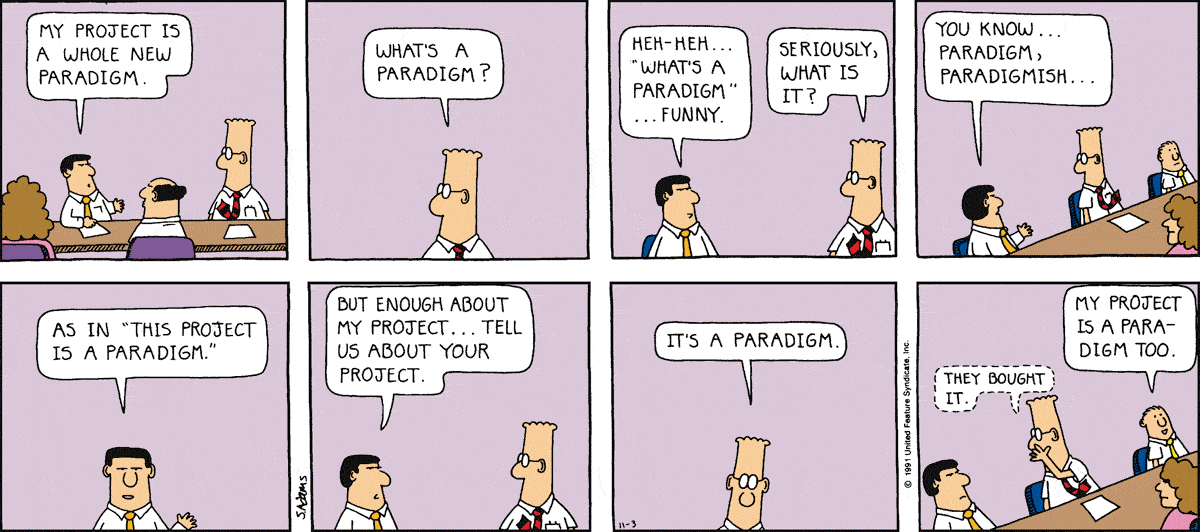 MY PROJECT IS
A WHOLE NEW
PARADIGM.
WHAT'S A
PARADIGM?
HEH-HEH...
"WHAT'S A
PARADIGM"
...FUNNY.
SERIOUSLY,
WHAT IS
IT?
YOU KNOW...
PARADIGM,
PARADIGMISH...
AS IN "THIS PROJECT
IS A PARADIGM."
S.Adams
BUT ENOUGH ABOUT
MY PROJECT... TELL
US ABOUT YOUR
PROJECT.
IT'S A PARADIGM.
11-3
© 1991 United Feature Syndicate, Inc.
THEY BOUGHT
IT.
MY PROJECT
IS A PARA-
DIGM TOO.